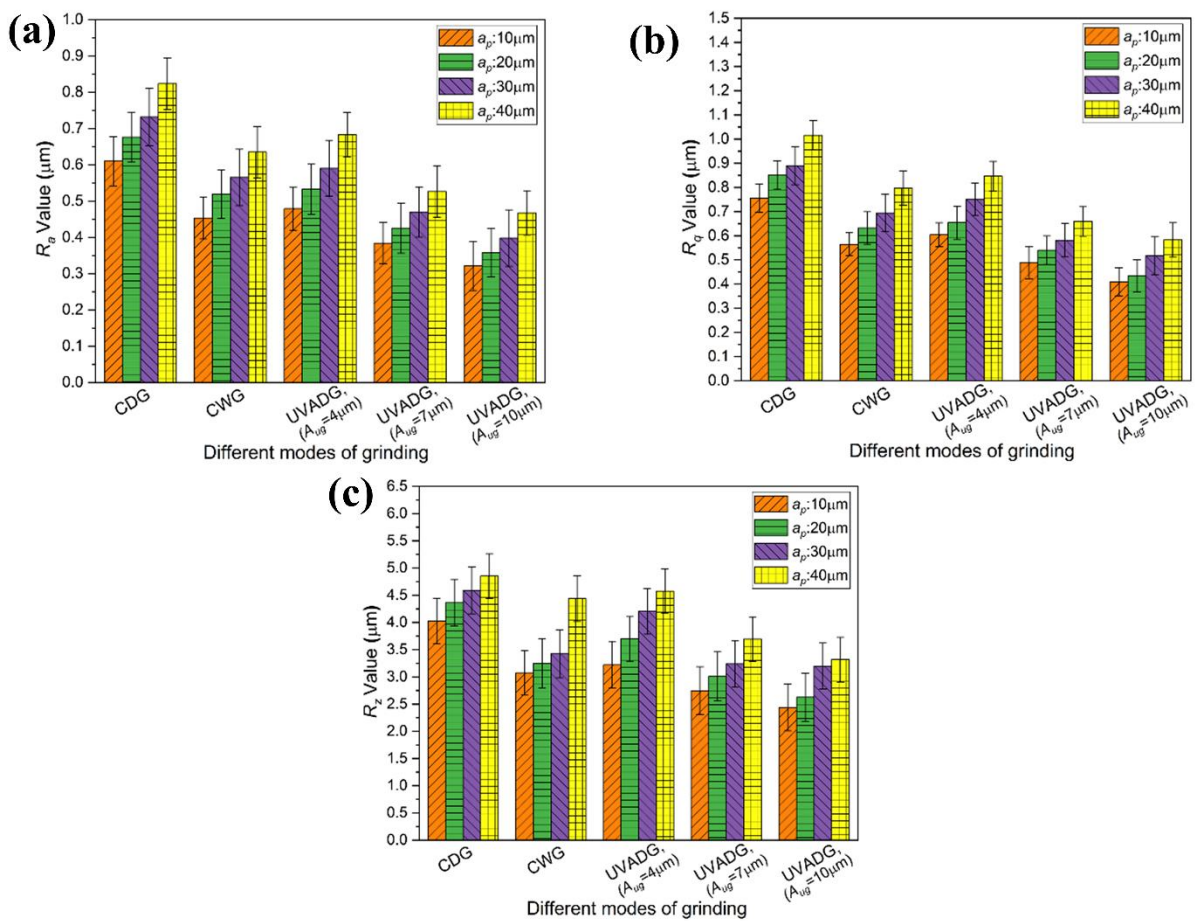 (a)
1.0
0.9
0.8
0.7
0.6
0.5
0.4
0.3
0.2
0.1
0.0
Ra Value (μm)
ap:10μm
ap:20μm
ap:30μm
ap:40μm
CDG
CWG
UVADG,
(Aug=4μm)
UVADG,
(Aug=7μm)
UVADG,
(Aug=10μm)
Different modes of grinding
(b)
1.5
1.4
1.3
1.2
1.1
1.0
0.9
0.8
0.7
0.6
0.5
0.4
0.3
0.2
0.1
0.0
Rq Value (μm)
ap:10μm
ap:20μm
ap:30μm
ap:40μm
CDG
CWG
UVADG,
(Aug=4μm)
UVADG,
(Aug=7μm)
UVADG,
(Aug=10μm)
Different modes of grinding
(c)
6.5
6.0
5.5
5.0
4.5
4.0
3.5
3.0
2.5
2.0
1.5
1.0
0.5
0.0
Rz Value (μm)
ap:10μm
ap:20μm
ap:30μm
ap:40μm
CDG
CWG
UVADG,
(Aug=4μm)
UVADG,
(Aug=7μm)
UVADG,
(Aug=10μm)
Different modes of grinding